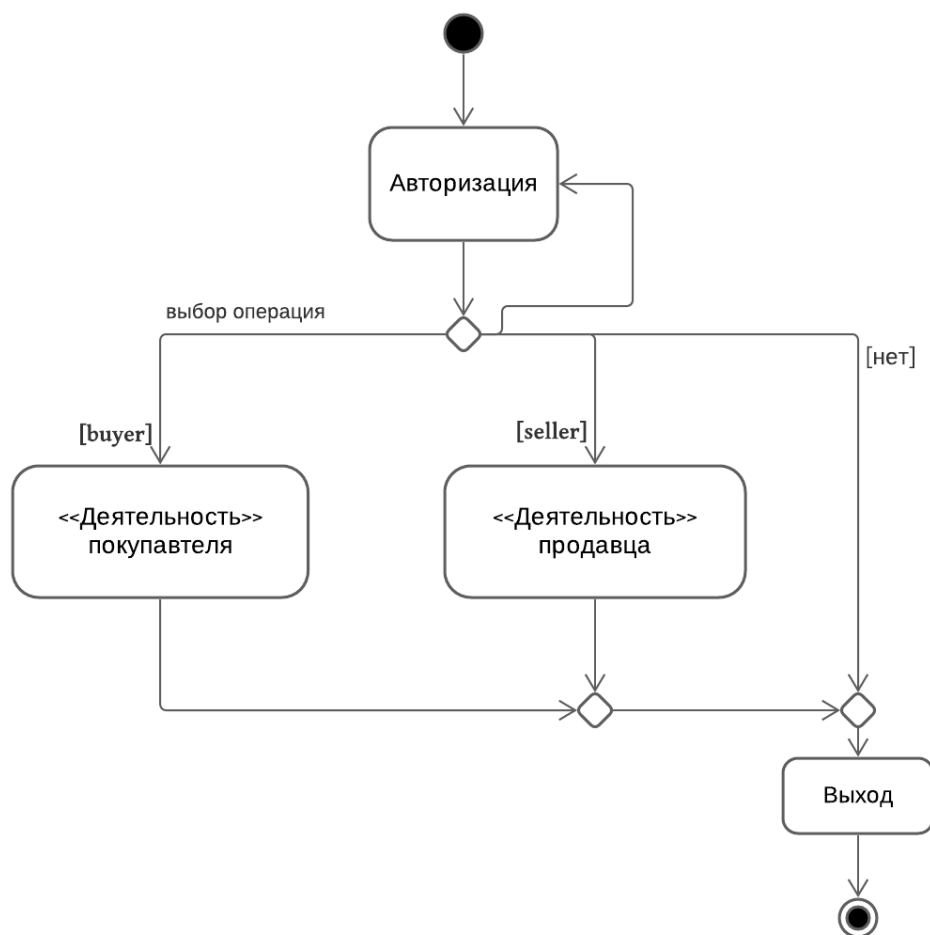 Авторизация
выбор операция
[нет]
[buyer]
[seller]
<<Деятельность>>
покупавтеля
<<Деятельность>>
продавца
Выход